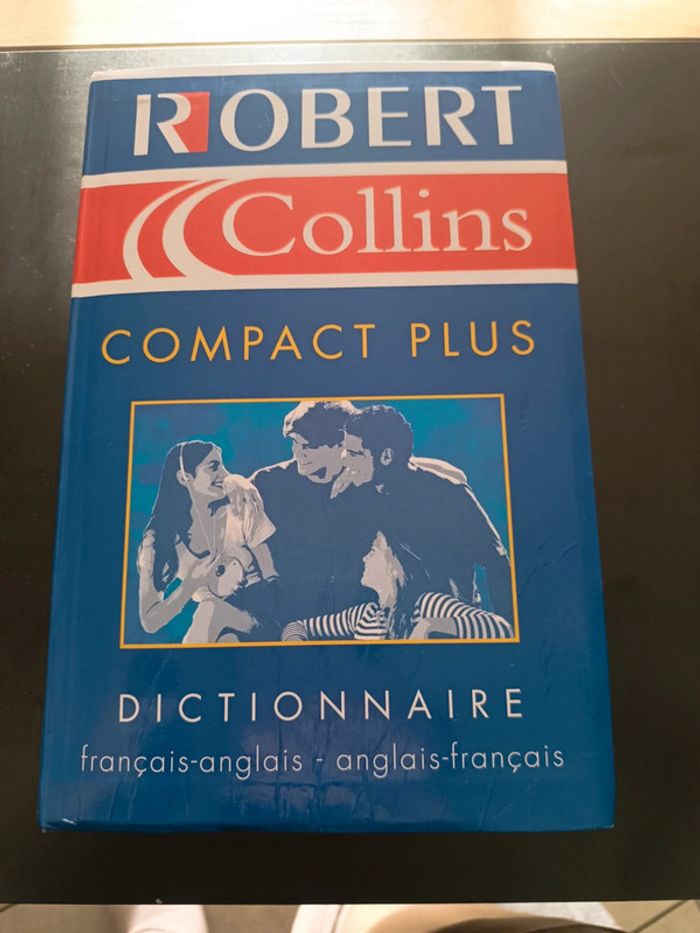 ROBERT
Collins
COMPACT PLUS
DICTIONNAIRE
français-anglais - anglais-français